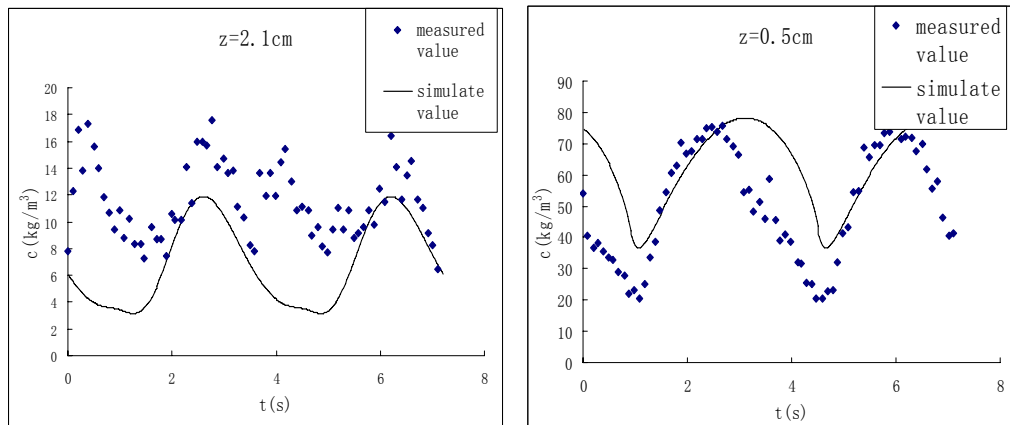 z=2.1cm
measured
value
simulate
value
c(kg/m³)
20
18
16
14
12
10
8
6
4
2
0
0 2 4 6 8
t(s)
z=0.5cm
measured
value
simulate
value
c(kg/m³)
90
80
70
60
50
40
30
20
10
0
0 2 4 6 8
t(s)